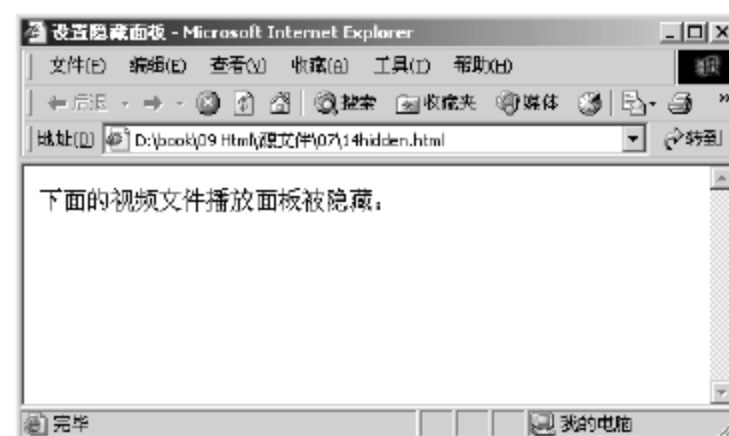 设置隐藏面板 - Microsoft Internet Explorer
文件(F) 编辑(E) 查看(V) 收藏(A) 工具(T) 帮助(H)
后退 搜索 收藏夹 媒体 »
地址(D) D:\book\09 Html\源文件\07\14hidden.html 转到
下面的视频文件播放面板被隐藏：
完毕 我的电脑